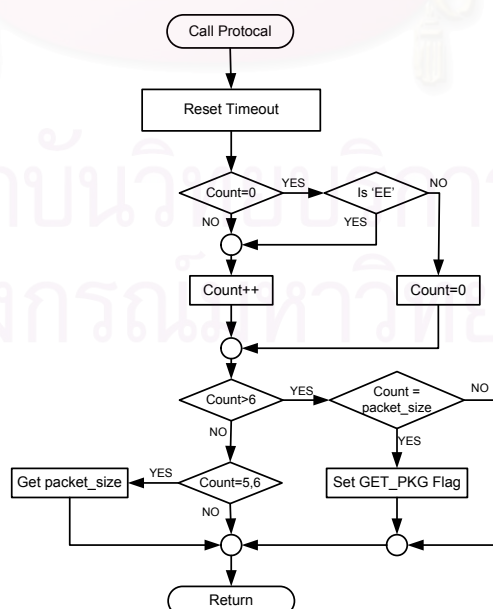 Call Protocal
Reset Timeout
Count=0
YES
Is 'EE'
NO
NO
YES
Count++
Count=0
Count>6
YES
Count =
packet_size
NO
NO
YES
Get packet_size
YES
Count=5,6
Set GET_PKG Flag
NO
Return